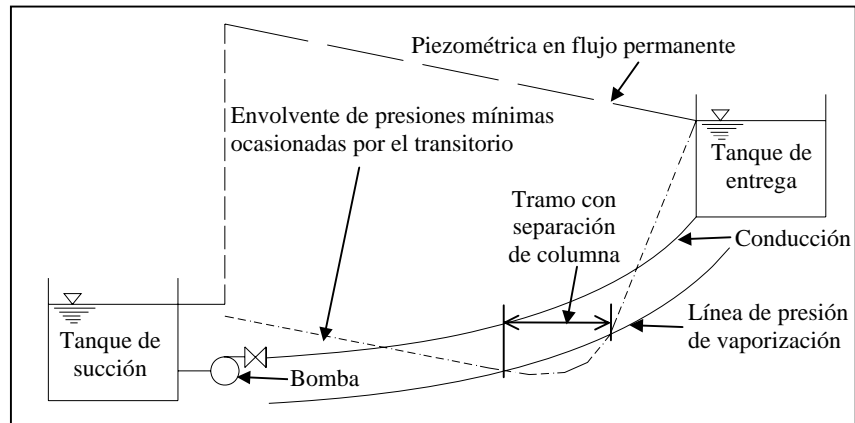 Piezométrica en flujo permanente
Envolvente de presiones mínimas
ocasionadas por el transitorio
Tanque de
entrega
Tramo con
separación
de columna
Conducción
Línea de presión
de vaporización
Tanque de
succión
Bomba